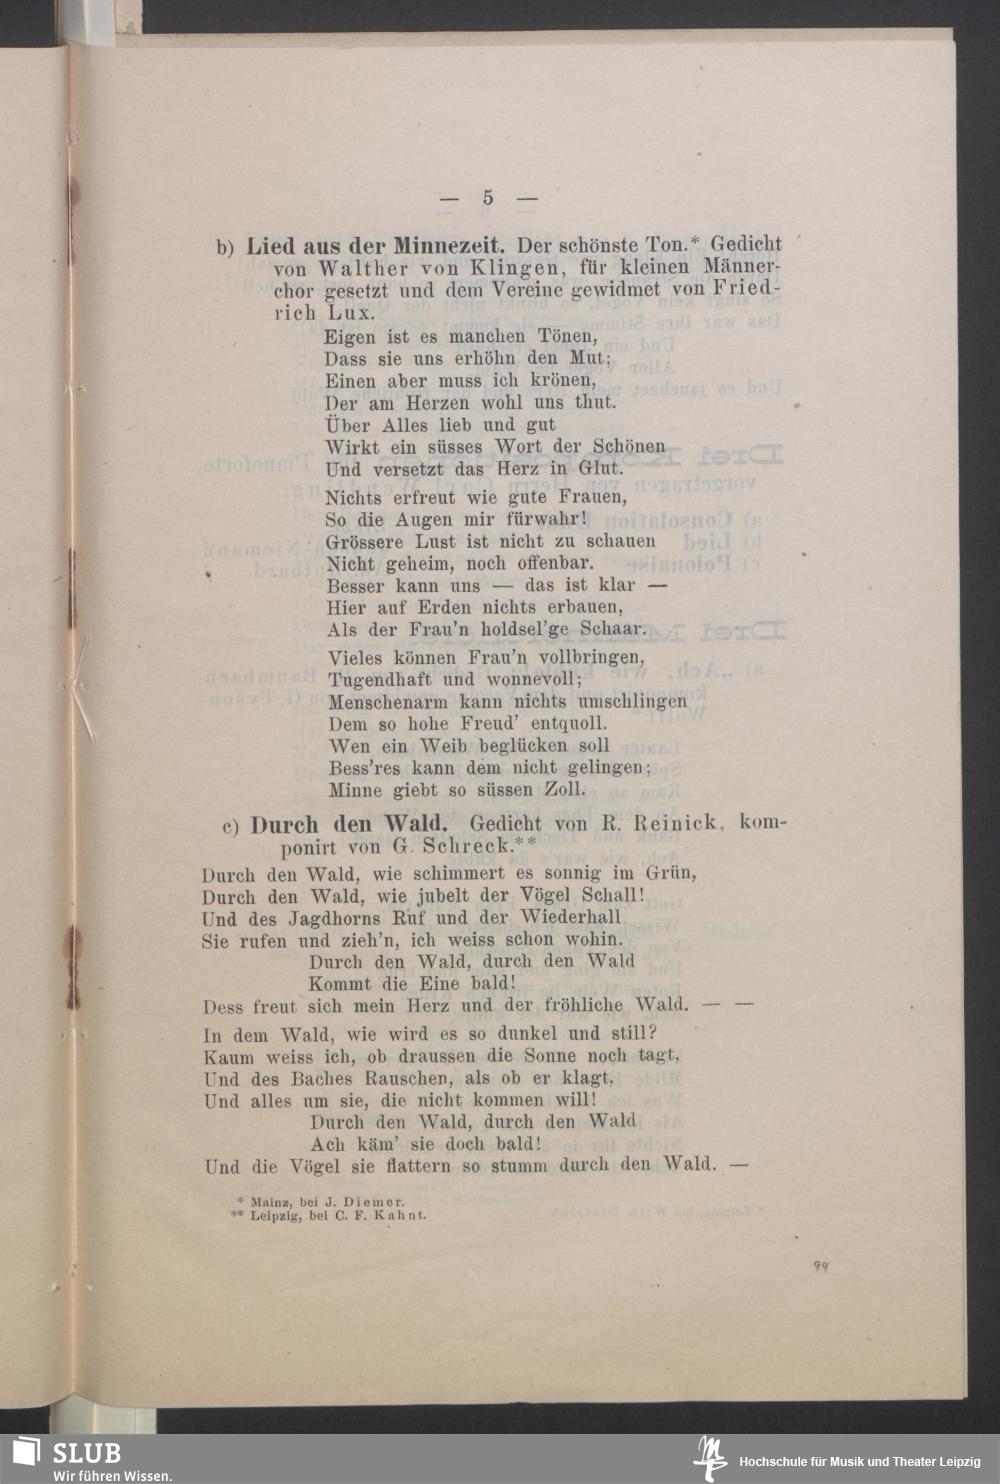 — 5 —
b) Lied aus der Minnezeit. Der schönste Ton.* Gedicht
von Walther von Klingen, für kleinen Männer-
chor gesetzt und dem Vereine gewidmet von Fried-
rich Lux.
Eigen ist es manchen Tönen,
Dass sie uns erhöhn den Mut;
Einen aber muss ich krönen,
Der am Herzen wohl uns thut.
Über Alles lieb und gut
Wirkt ein süsses Wort der Schönen
Und versetzt das Herz in Glut.
Nichts erfreut wie gute Frauen,
So die Augen mir fürwahr!
Grössere Lust ist nicht zu schauen
Nicht geheim, noch offenbar.
Besser kann uns — das ist klar —
Hier auf Erden nichts erbauen,
Als der Frau'n holdsel'ge Schaar.
Vieles können Frau'n vollbringen,
Tugendhaft und wonnevoll;
Menschenarm kann nichts umschlingen
Dem so hohe Freud' entquoll.
Wen ein Weib beglücken soll
Bess'res kann dem nicht gelingen;
Minne giebt so süssen Zoll.
c) Durch den Wald. Gedicht von R. Reinick, kom-
ponirt von G. Schreck.**
Durch den Wald, wie schimmert es sonnig im Grün,
Durch den Wald, wie jubelt der Vögel Schall!
Und des Jagdhorns Ruf und der Wiederhall
Sie rufen und zieh'n, ich weiss schon wohin.
Durch den Wald, durch den Wald
Kommt die Eine bald!
Dess freut sich mein Herz und der fröhliche Wald. — —
In dem Wald, wie wird es so dunkel und still?
Kaum weiss ich, ob draussen die Sonne noch tagt,
Und des Baches Rauschen, als ob er klagt,
Und alles um sie, die nicht kommen will!
Durch den Wald, durch den Wald
Ach käm' sie doch bald!
Und die Vögel sie flattern so stumm durch den Wald. —
* Mainz, bei J. Diemer.
** Leipzig, bei C. F. Kahnt.
94
SLUB
Wir führen Wissen.
Hochschule für Musik und Theater Leipzig